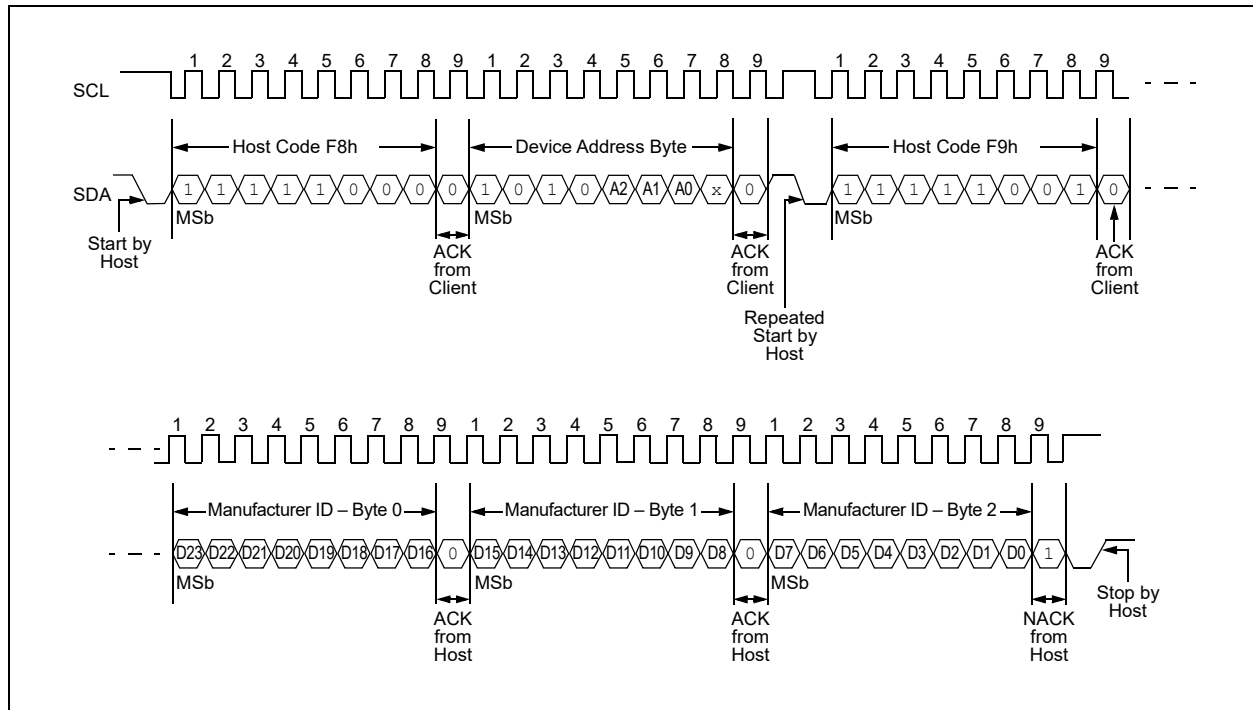 1 2 3 4 5 6 7 8 9 1 2 3 4 5 6 7 8 9 1 2 3 4 5 6 7 8 9
SCL
Host Code F8h Device Address Byte Host Code F9h
SDA 1 1 1 1 1 0 0 0 0 1 0 1 0 A2 A1 A0 x 0 1 1 1 1 1 0 0 1 0
MSb MSb MSb
Start by
Host
ACK
from
Client
ACK
from
Client
Repeated
Start by
Host
ACK
from
Client
1 2 3 4 5 6 7 8 9 1 2 3 4 5 6 7 8 9 1 2 3 4 5 6 7 8 9
Manufacturer ID – Byte 0 Manufacturer ID – Byte 1 Manufacturer ID – Byte 2
D23 D22 D21 D20 D19 D18 D17 D16 0 D15 D14 D13 D12 D11 D10 D9 D8 0 D7 D6 D5 D4 D3 D2 D1 D0 1
MSb MSb MSb
ACK
from
Host
ACK
from
Host
NACK
from
Host
Stop by
Host